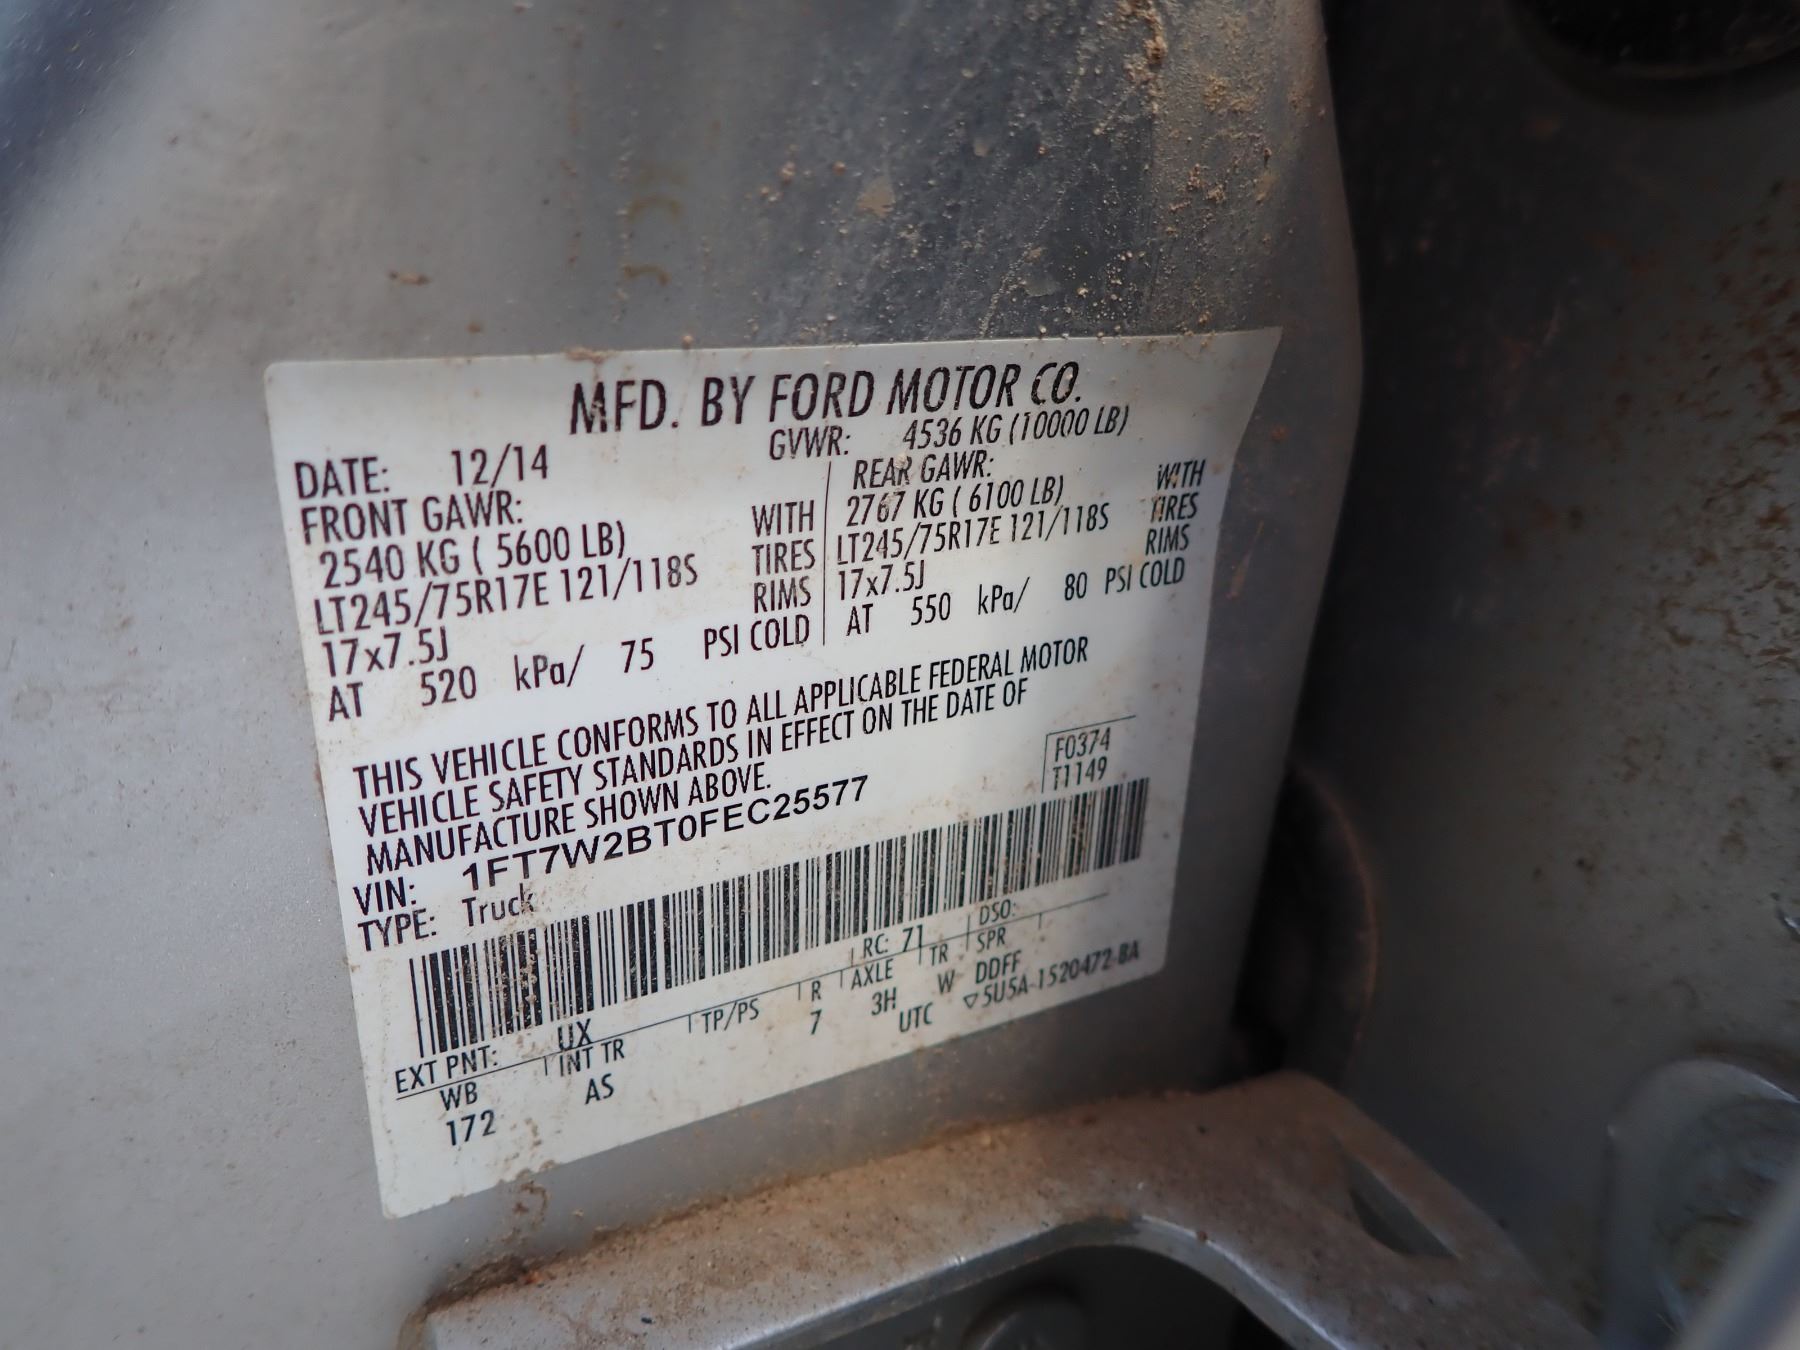 MFD. BY FORD MOTOR CO.
DATE: 12/14 GVWR: 4536 KG (10000 LB)
FRONT GAWR: REAR GAWR:
2540 KG ( 5600 LB) WITH 2767 KG ( 6100 LB) WITH
LT245/75R17E 121/118S TIRES LT245/75R17E 121/118S TIRES
17x7.5J RIMS 17x7.5J RIMS
AT 520 kPa/ 75 PSI COLD AT 550 kPa/ 80 PSI COLD
THIS VEHICLE CONFORMS TO ALL APPLICABLE FEDERAL MOTOR
VEHICLE SAFETY STANDARDS IN EFFECT ON THE DATE OF
MANUFACTURE SHOWN ABOVE.
VIN: 1FT7W2BT0FEC25577
TYPE: Truck
F0374
T1149
EXT PNT: UX RC: 71 DSO:
WB INT TR TP/PS R AXLE TR SPR
172 AS 7 3H W DDFF
UTC ▽5U5A-1520472-BA